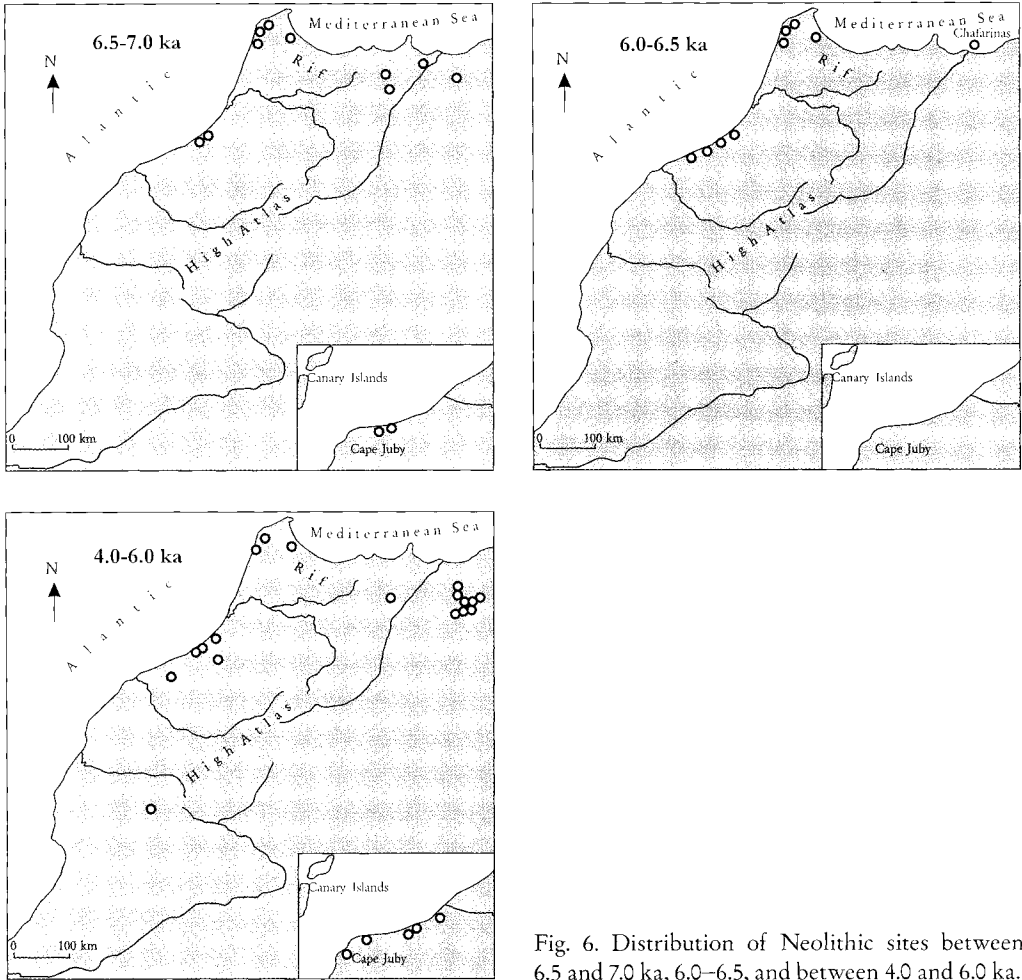 Mediterranean Sea
6.5-7.0 ka
N
Alantic
Rif
High Atlas
Canary Islands
0 100 km
Cape Juby
Mediterranean Sea
Chafarinas
6.0-6.5 ka
N
Alantic
Rif
High Atlas
Canary Islands
0 100 km
Cape Juby
Mediterranean Sea
4.0-6.0 ka
N
Alantic
Rif
High Atlas
Canary Islands
0 100 km
Cape Juby
Fig. 6. Distribution of Neolithic sites between
6.5 and 7.0 ka, 6.0–6.5, and between 4.0 and 6.0 ka.